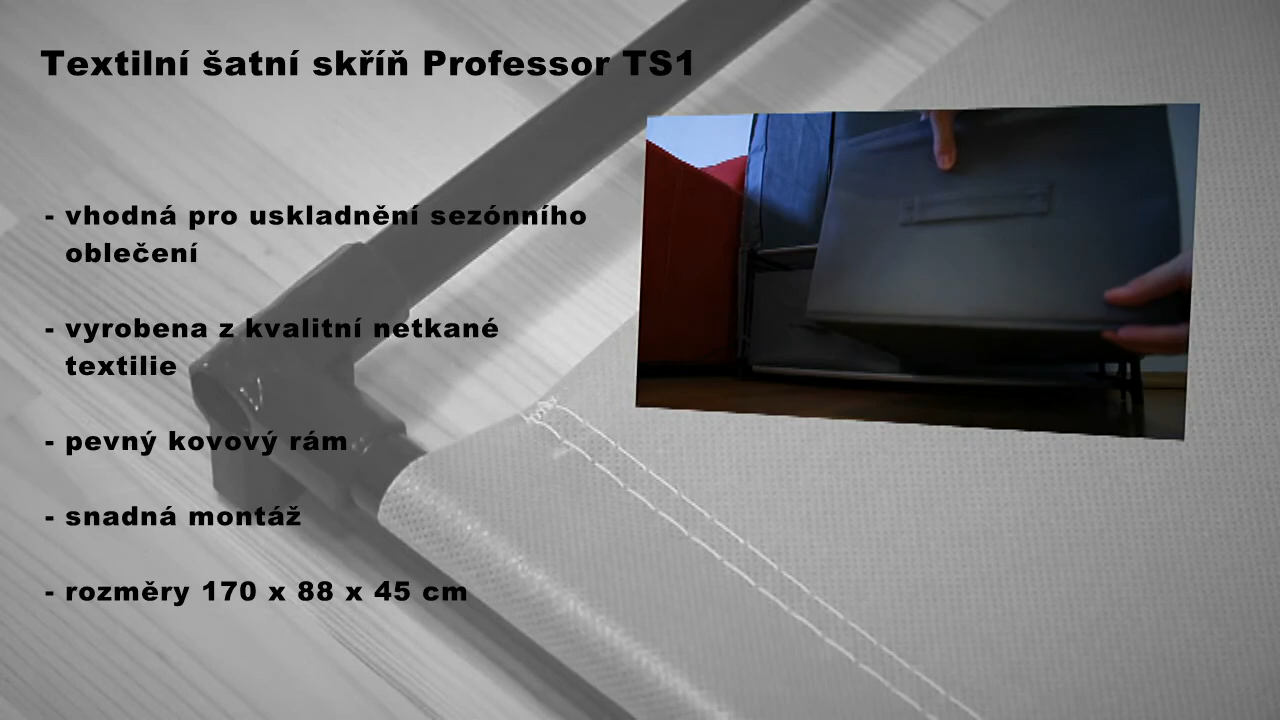 Textilní šatní skříň Professor TS1
- vhodná pro uskladnění sezónního
oblečení
- vyrobena z kvalitní netkané
textilie
- pevný kovový rám
- snadná montáž
- rozměry 170 x 88 x 45 cm